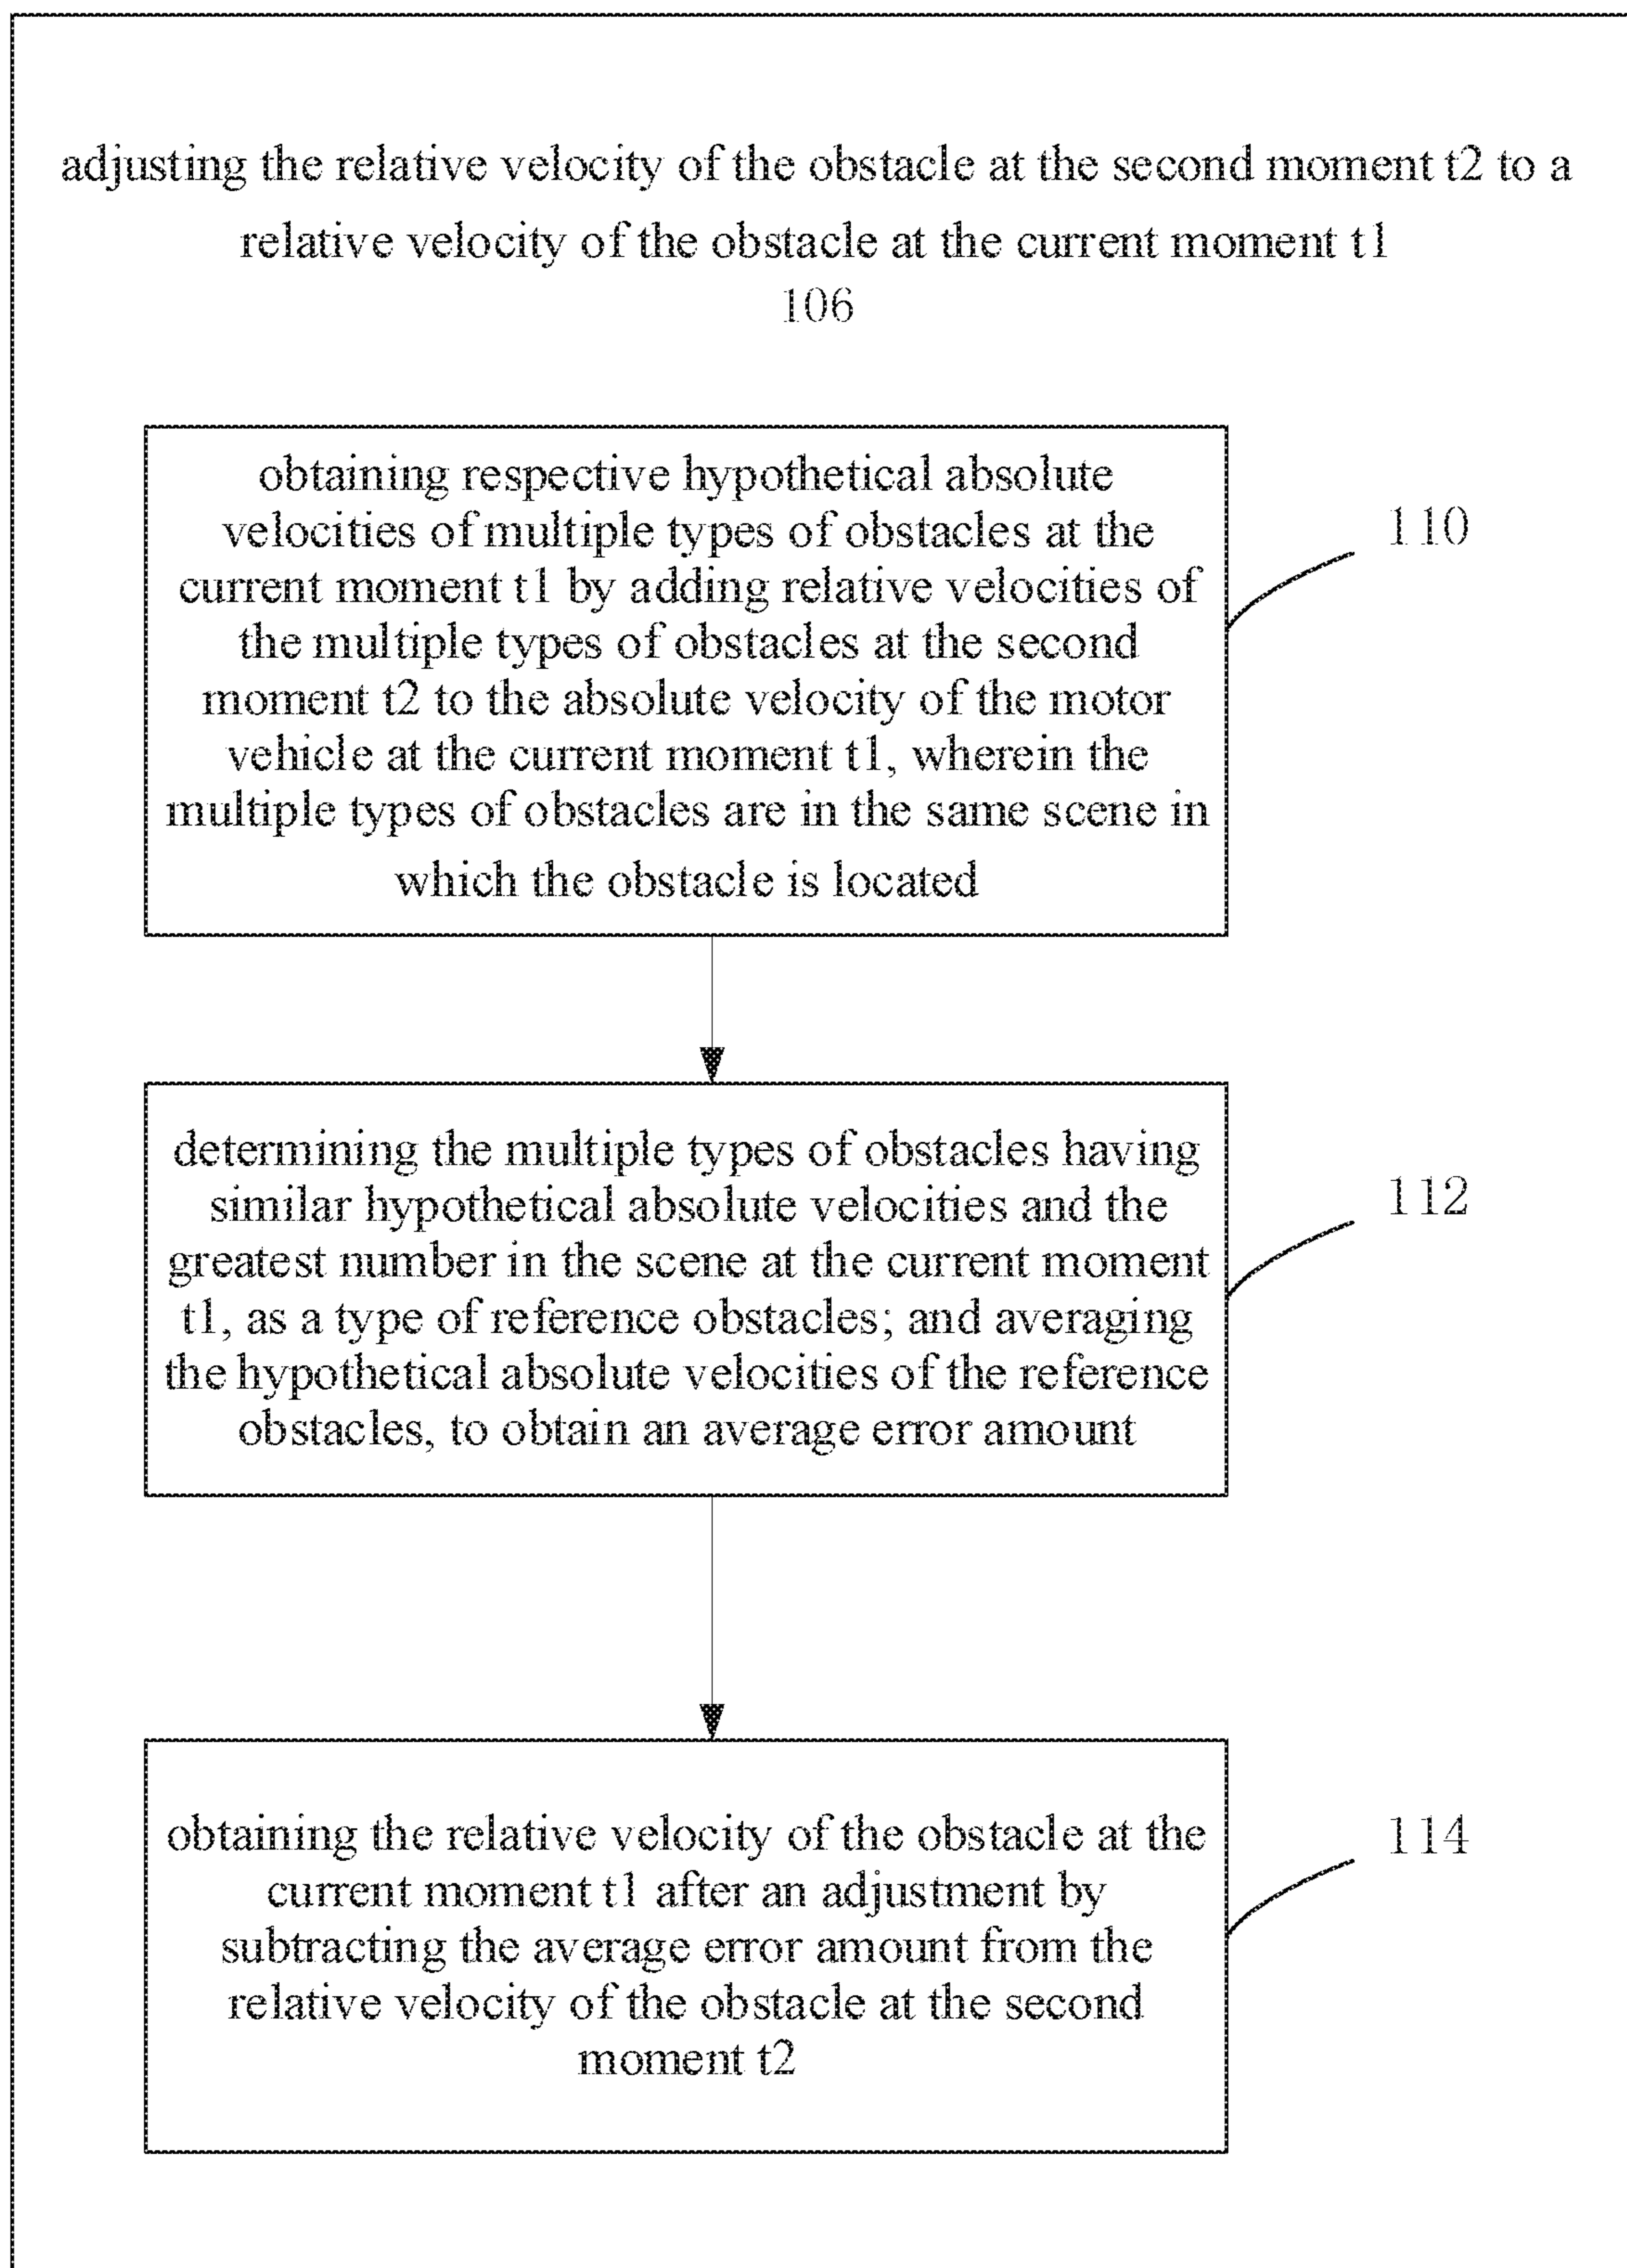 adjusting the relative velocity of the obstacle at the second moment t2 to a
relative velocity of the obstacle at the current moment t1
106
obtaining respective hypothetical absolute
velocities of multiple types of obstacles at the
current moment t1 by adding relative velocities of
the multiple types of obstacles at the second
moment t2 to the absolute velocity of the motor
vehicle at the current moment t1, wherein the
multiple types of obstacles are in the same scene in
which the obstacle is located
110
determining the multiple types of obstacles having
similar hypothetical absolute velocities and the
greatest number in the scene at the current moment
t1, as a type of reference obstacles; and averaging
the hypothetical absolute velocities of the reference
obstacles, to obtain an average error amount
112
obtaining the relative velocity of the obstacle at the
current moment t1 after an adjustment by
subtracting the average error amount from the
relative velocity of the obstacle at the second
moment t2
114